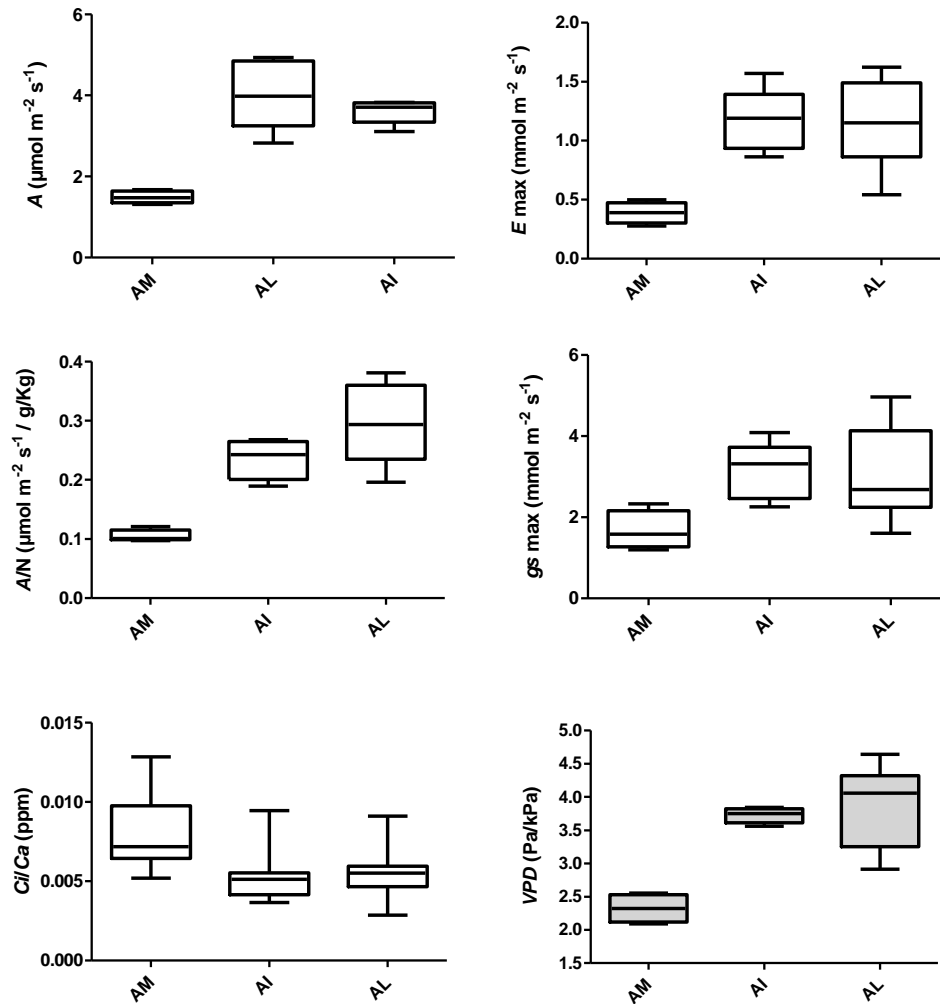 A (µmol m⁻² s⁻¹)
6
4
2
0
AM
AL
AI
E max (mmol m⁻² s⁻¹)
2.0
1.5
1.0
0.5
0.0
AM
AI
AL
A/N (µmol m⁻² s⁻¹ / g/Kg)
0.4
0.3
0.2
0.1
0.0
AM
AI
AL
gs max (mmol m⁻² s⁻¹)
6
4
2
0
AM
AI
AL
Ci/Ca (ppm)
0.015
0.010
0.005
0.000
AM
AI
AL
VPD (Pa/kPa)
5.0
4.5
4.0
3.5
3.0
2.5
2.0
1.5
AM
AI
AL